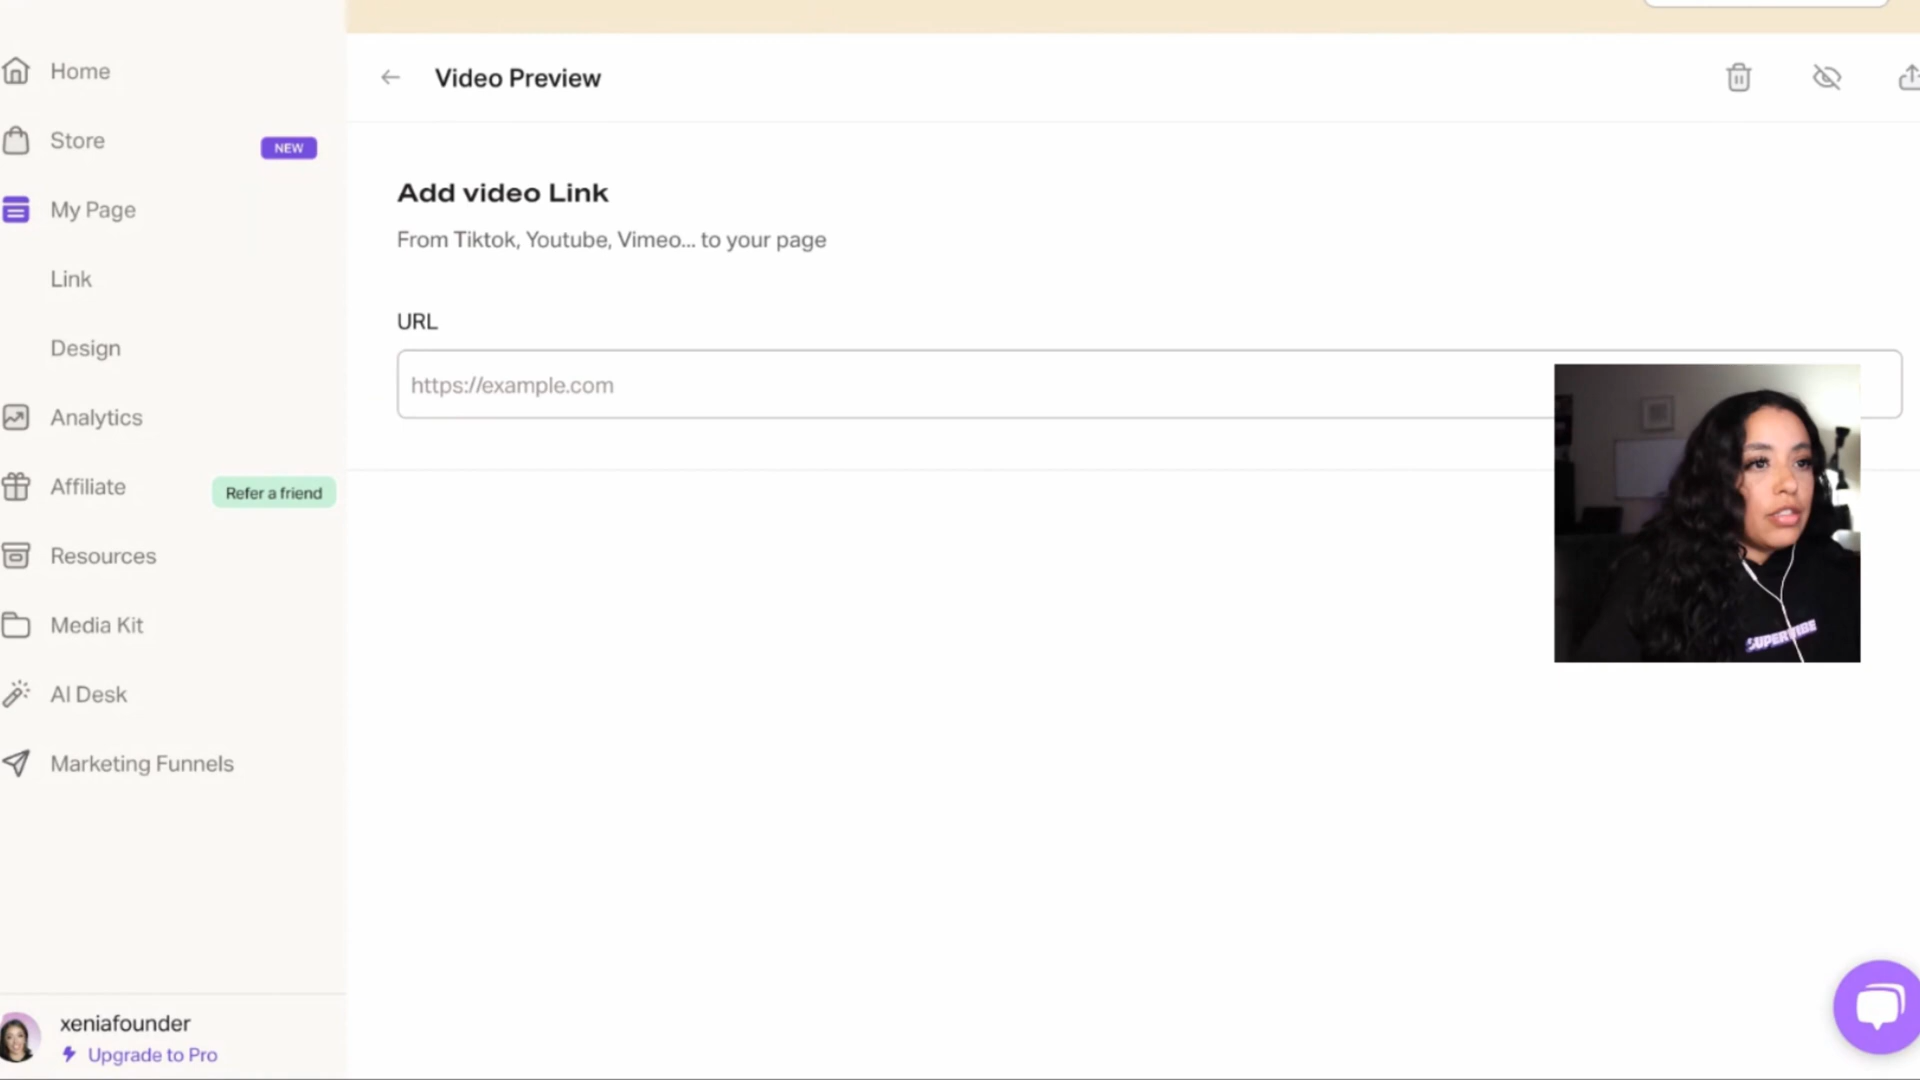 Home
Store
NEW
My Page
Link
Design
Analytics
Affiliate
Refer a friend
Resources
Media Kit
AI Desk
Marketing Funnels
xeniafounder
Upgrade to Pro
Video Preview
Add video Link
From Tiktok, Youtube, Vimeo... to your page
URL
https://example.com
SUPERVIBE